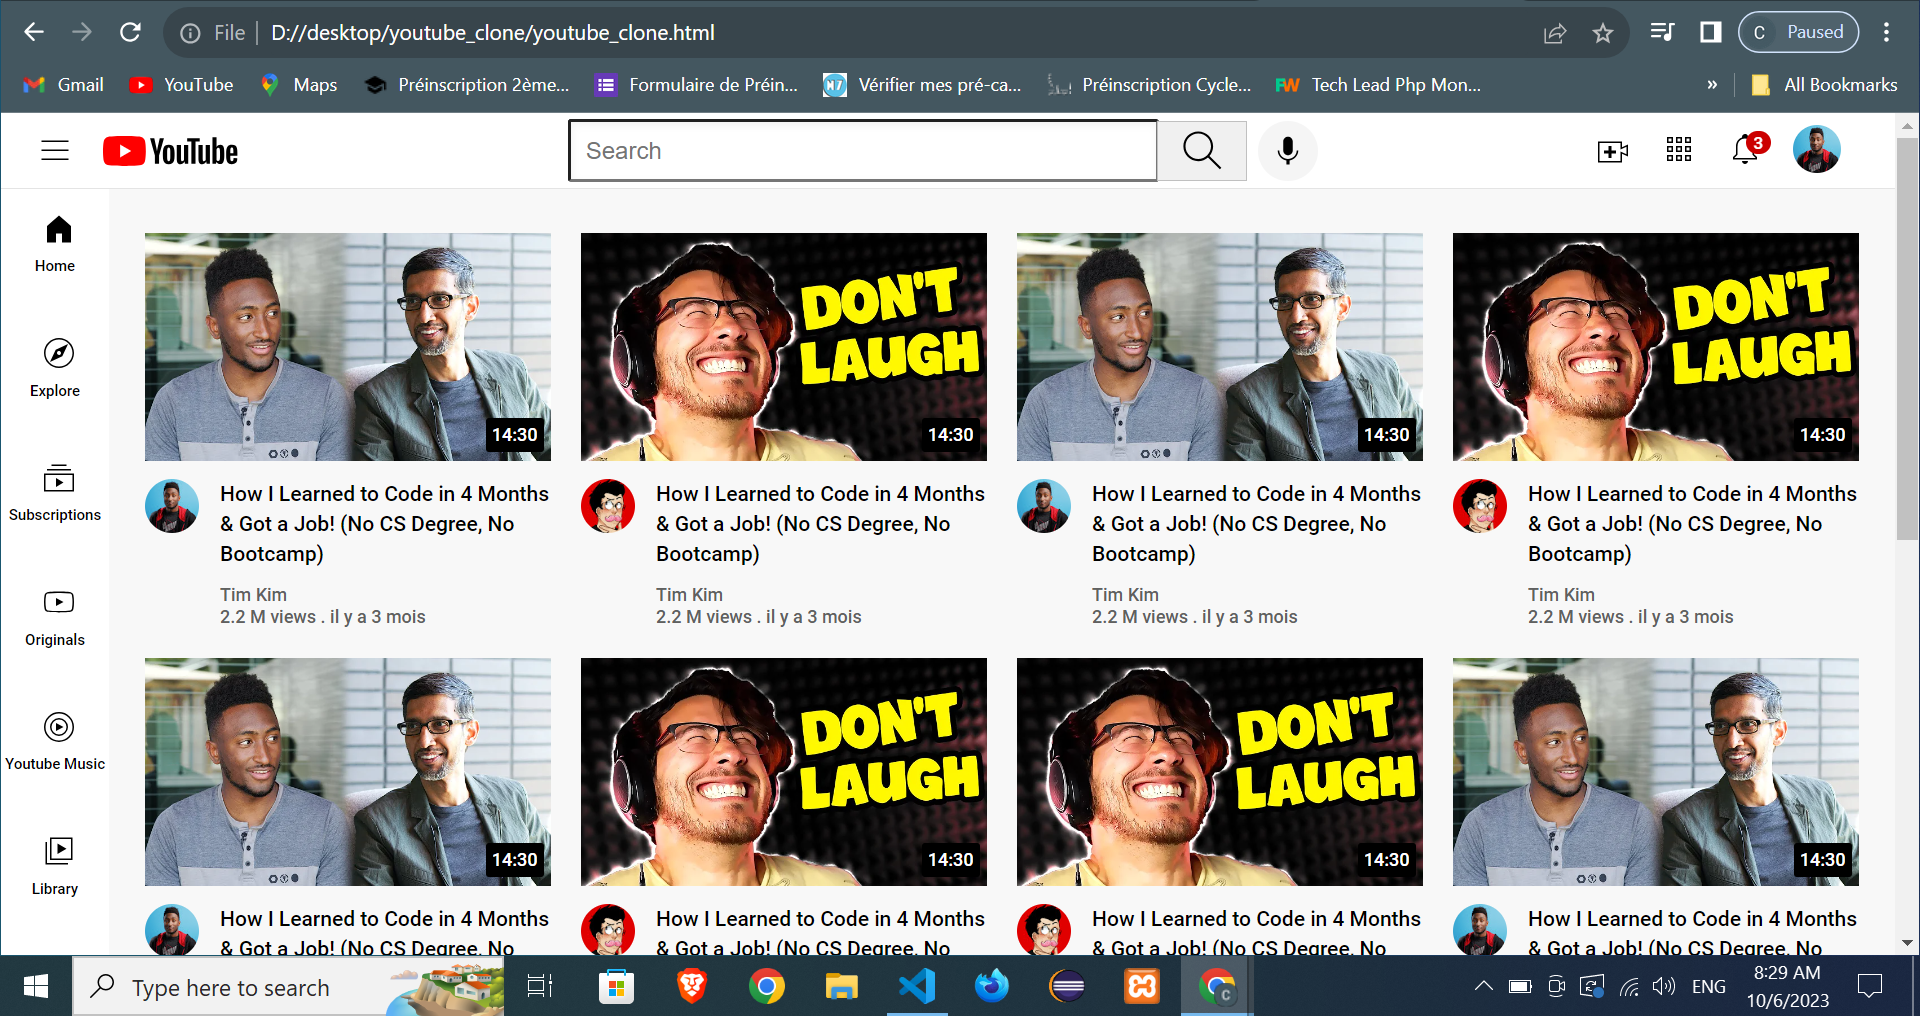 File D://desktop/youtube_clone/youtube_clone.html C Paused
Gmail YouTube Maps Préinscription 2ème... Formulaire de Préin... Vérifier mes pré-ca... Préinscription Cycle... Tech Lead Php Mon... » All Bookmarks
YouTube Search 3
Home
Explore
Subscriptions
Originals
Youtube Music
Library
DON'T
LAUGH
14:30
DON'T
LAUGH
14:30
14:30
14:30
How I Learned to Code in 4 Months
& Got a Job! (No CS Degree, No
Bootcamp)
Tim Kim
2.2 M views . il y a 3 mois
How I Learned to Code in 4 Months
& Got a Job! (No CS Degree, No
Bootcamp)
Tim Kim
2.2 M views . il y a 3 mois
How I Learned to Code in 4 Months
& Got a Job! (No CS Degree, No
Bootcamp)
Tim Kim
2.2 M views . il y a 3 mois
How I Learned to Code in 4 Months
& Got a Job! (No CS Degree, No
Bootcamp)
Tim Kim
2.2 M views . il y a 3 mois
14:30
DON'T
LAUGH
14:30
DON'T
LAUGH
14:30
14:30
How I Learned to Code in 4 Months
& Got a Job! (No CS Degree, No
How I Learned to Code in 4 Months
& Got a Job! (No CS Degree, No
How I Learned to Code in 4 Months
& Got a Job! (No CS Degree, No
How I Learned to Code in 4 Months
& Got a Job! (No CS Degree, No
Type here to search
ENG
8:29 AM
10/6/2023